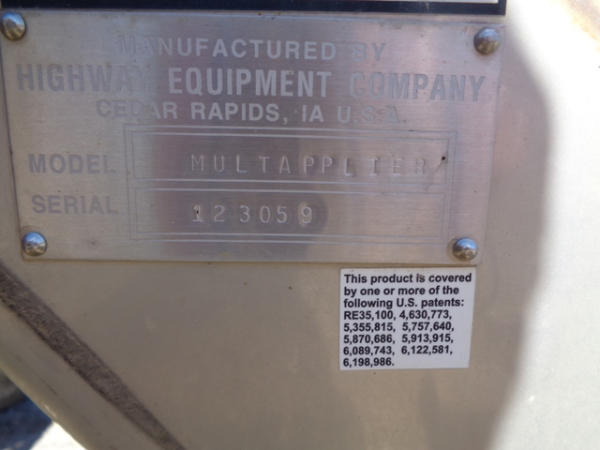 MANUFACTURED BY
HIGHWAY EQUIPMENT COMPANY
CEDAR RAPIDS, IA U.S.A.
MODEL MULTAPPLIER
SERIAL 123059
This product is covered
by one or more of the
following U.S. patents:
RE35,100, 4,630,773,
5,355,815, 5,757,640,
5,870,686, 5,913,915,
6,089,743, 6,122,581,
6,198,986.